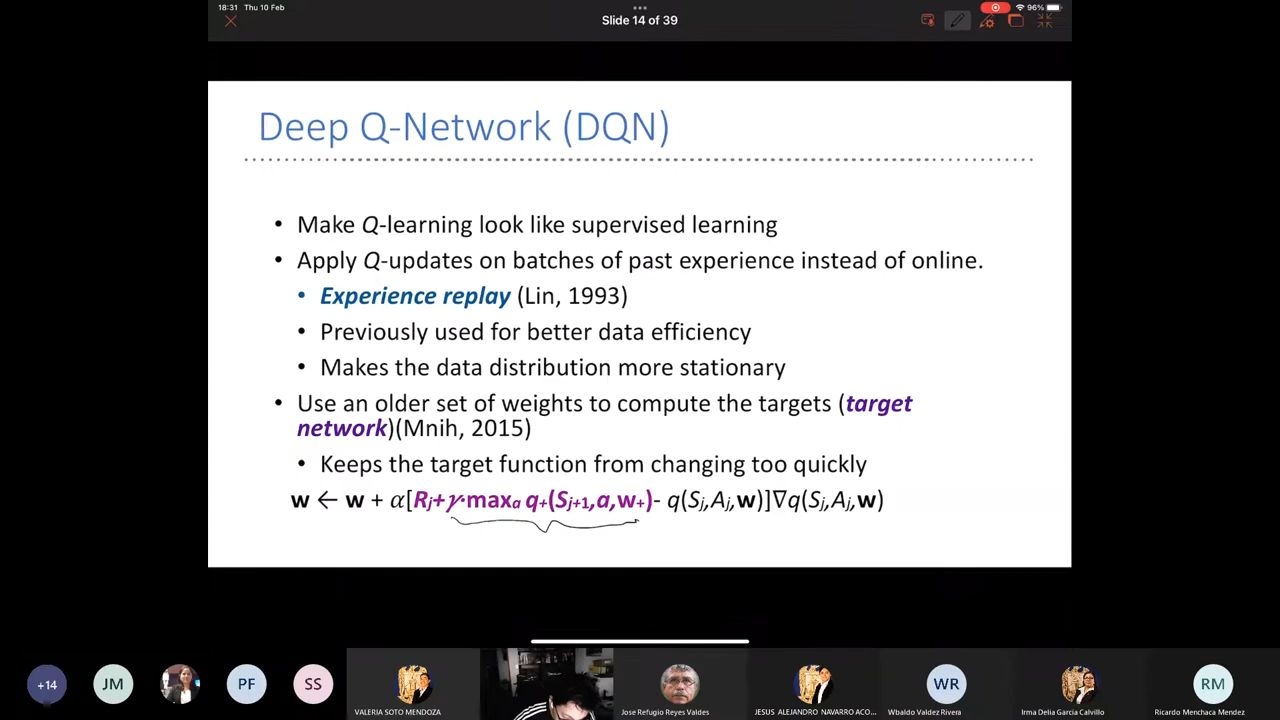 18:31 Thu 10 Feb
96%
Slide 14 of 39
Deep Q-Network (DQN)
• Make Q-learning look like supervised learning
• Apply Q-updates on batches of past experience instead of online.
• Experience replay (Lin, 1993)
• Previously used for better data efficiency
• Makes the data distribution more stationary
• Use an older set of weights to compute the targets (target
network)(Mnih, 2015)
• Keeps the target function from changing too quickly
w ← w + α[Rⱼ+γ·maxₐ q₊(Sⱼ₊₁,a,w₊)- q(Sⱼ,Aⱼ,w)]∇q(Sⱼ,Aⱼ,w)
+14
JM
PF
SS
WR
RM
VALERIA SOTO MENDOZA
Jose Refugio Reyes Valdes
JESUS ALEJANDRO NAVARRO ACO...
Wbaldo Valdez Rivera
Irma Delia Garcia Calvillo
Ricardo Menchaca Mendez